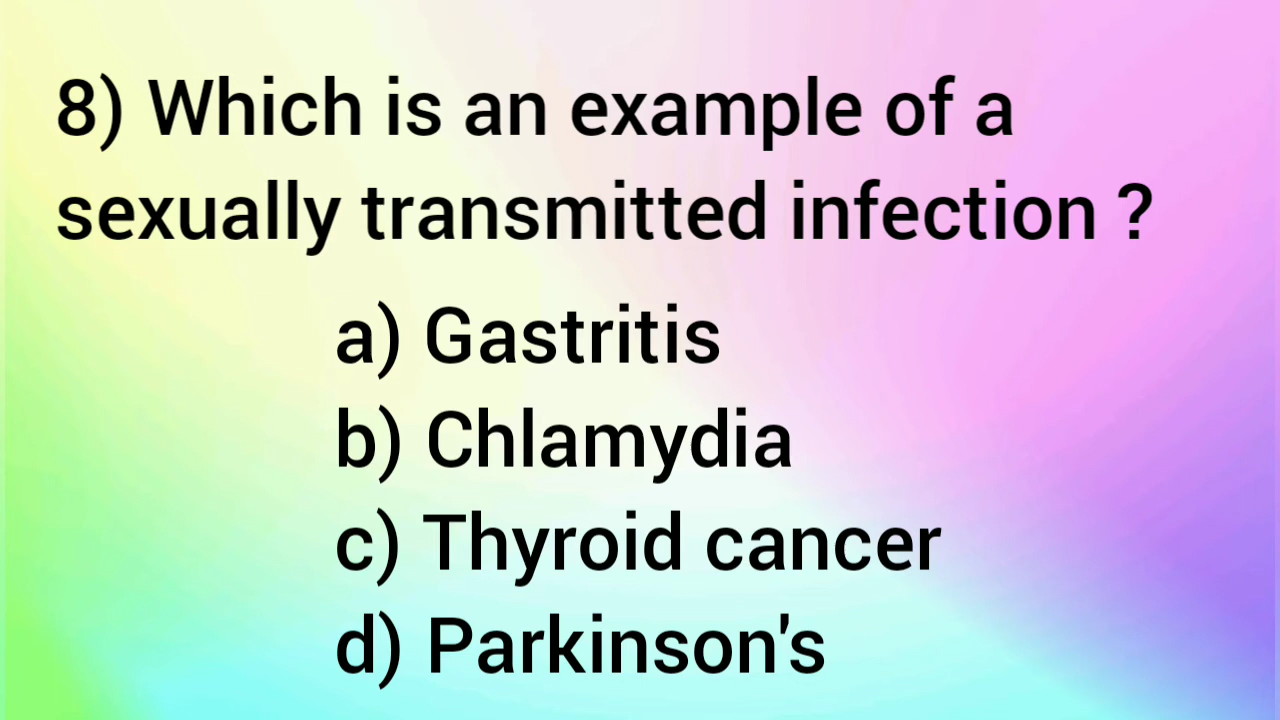 8) Which is an example of a
sexually transmitted infection ?
a) Gastritis
b) Chlamydia
c) Thyroid cancer
d) Parkinson's